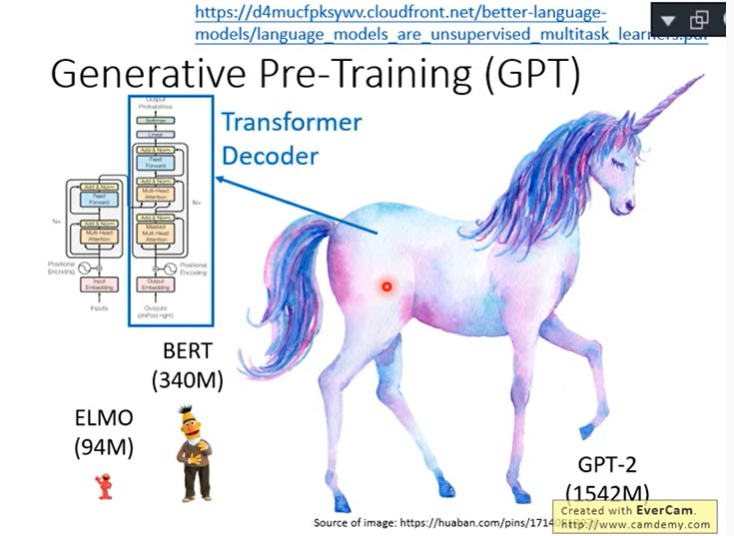 https://d4mucfpksywv.cloudfront.net/better-language-
models/language_models_are_unsupervised_multitask_learners.pdf
Generative Pre-Training (GPT)
Transformer
Decoder
Output
Probabilities
Softmax
Linear
Add & Norm
Feed
Forward
Add & Norm
Multi-Head
Attention
Add & Norm
Masked
Multi-Head
Attention
N×
Positional
Encoding
Output
Embedding
Outputs
(shifted right)
Add & Norm
Feed
Forward
Add & Norm
Multi-Head
Attention
N×
Positional
Encoding
Input
Embedding
Inputs
BERT
(340M)
ELMO
(94M)
GPT-2
(1542M)
Source of image: https://huaban.com/pins/1714
Created with EverCam.
http://www.camdemy.com